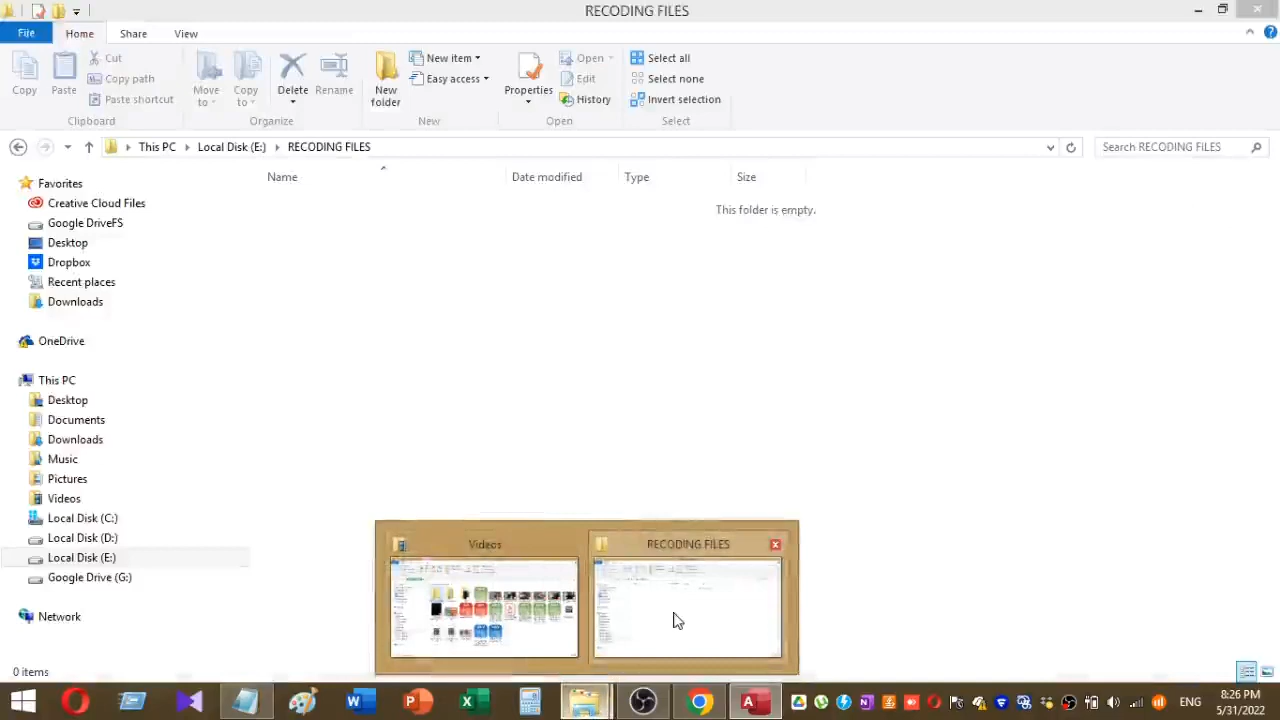 RECODING FILES
File Home Share View
Copy
Paste
Cut
Copy path
Paste shortcut
Clipboard
Move to
Copy to
Delete
Rename
Organize
New folder
New item
Easy access
New
Properties
Open
Edit
History
Open
Select all
Select none
Invert selection
Select
This PC Local Disk (E:) RECODING FILES
Search RECODING FILES
Name Date modified Type Size
This folder is empty.
Favorites
Creative Cloud Files
Google DriveFS
Desktop
Dropbox
Recent places
Downloads
OneDrive
This PC
Desktop
Documents
Downloads
Music
Pictures
Videos
Local Disk (C:)
Local Disk (D:)
Local Disk (E:)
Google Drive (G:)
Network
Videos
RECODING FILES
0 items
ENG
8:26 PM
5/31/2022